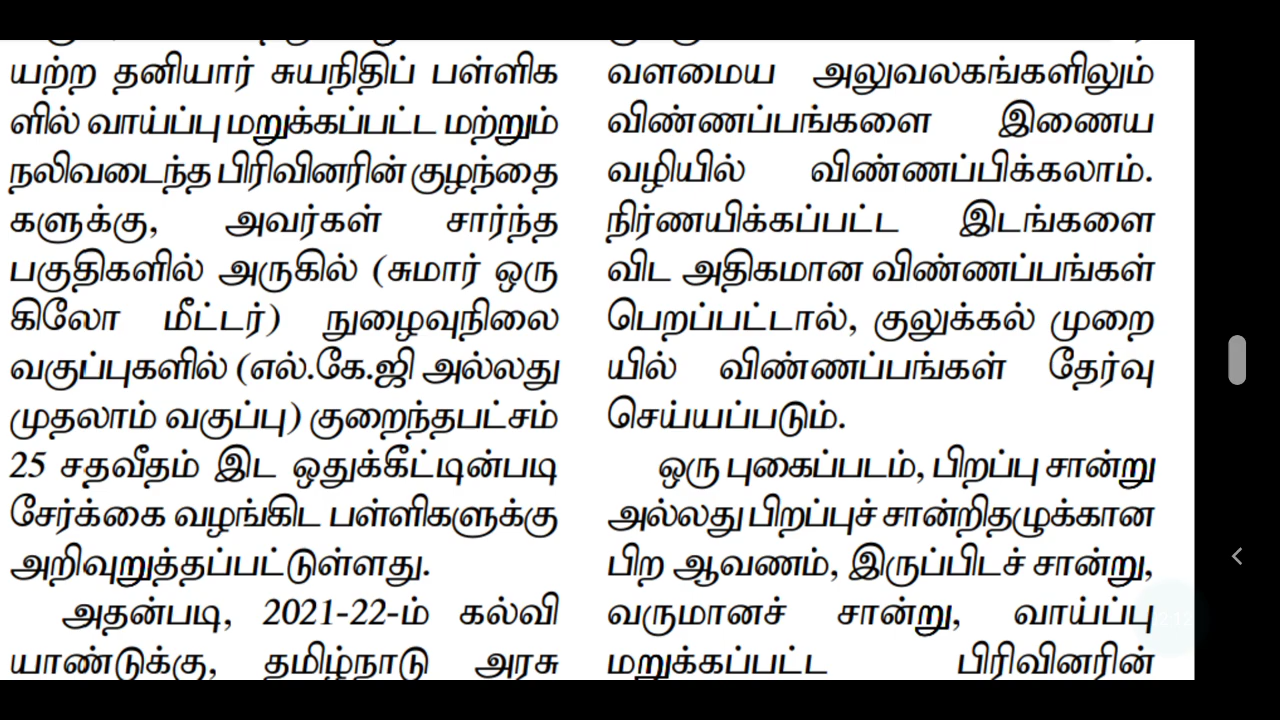 யற்ற தனியார் சுயநிதிப் பள்ளிக
ளில் வாய்ப்பு மறுக்கப்பட்ட மற்றும்
நலிவடைந்த பிரிவினரின் குழந்தை
களுக்கு, அவர்கள் சார்ந்த
பகுதிகளில் அருகில் (சுமார் ஒரு
கிலோ மீட்டர்) நுழைவுநிலை
வகுப்புகளில் (எல்.கே.ஜி அல்லது
முதலாம் வகுப்பு) குறைந்தபட்சம்
25 சதவீதம் இட ஒதுக்கீட்டின்படி
சேர்க்கை வழங்கிட பள்ளிகளுக்கு
அறிவுறுத்தப்பட்டுள்ளது.
அதன்படி, 2021-22-ம் கல்வி
யாண்டுக்கு, தமிழ்நாடு அரசு
வளமைய அலுவலகங்களிலும்
விண்ணப்பங்களை இணைய
வழியில் விண்ணப்பிக்கலாம்.
நிர்ணயிக்கப்பட்ட இடங்களை
விட அதிகமான விண்ணப்பங்கள்
பெறப்பட்டால், குலுக்கல் முறை
யில் விண்ணப்பங்கள் தேர்வு
செய்யப்படும்.
ஒரு புகைப்படம், பிறப்பு சான்று
அல்லது பிறப்புச் சான்றிதழுக்கான
பிற ஆவணம், இருப்பிடச் சான்று,
வருமானச் சான்று, வாய்ப்பு
மறுக்கப்பட்ட பிரிவினரின்